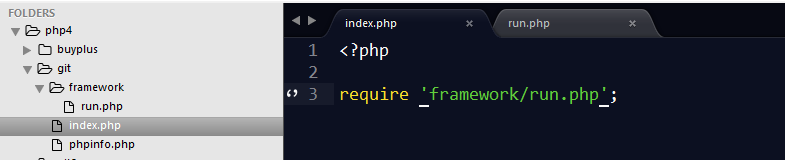 FOLDERS
php4
buyplus
git
framework
run.php
index.php
phpinfo.php
index.php ×
run.php ×
1 <?php
2
3 require 'framework/run.php';